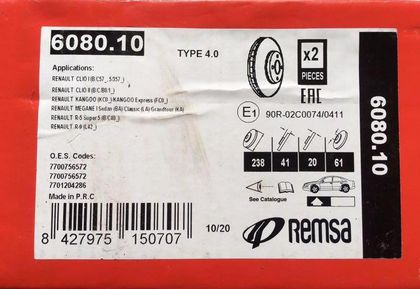 6080.10
TYPE 4.0
x2
PIECES
Applications:
RENAULT CLIO I (B/C57_, 5/357_)
RENAULT CLIO II (B
RENAULT KANGOO (KC0_) KANGOO Express (FC0_)
RENAULT MEGANE I Sedan (BA) Classic (LA) Grandtour (KA)
RENAULT R-5 Super 5 (B/C40_)
RENAULT R-9 (L42_)
EAC
E1 90R-02C0074/0411
6080.10
238 41 20 61
O.E.S. Codes:
7700756572
7700756572
7701204286
Made in P.R.C
See Catalogue
8 427975 150707
10/20
Remsa